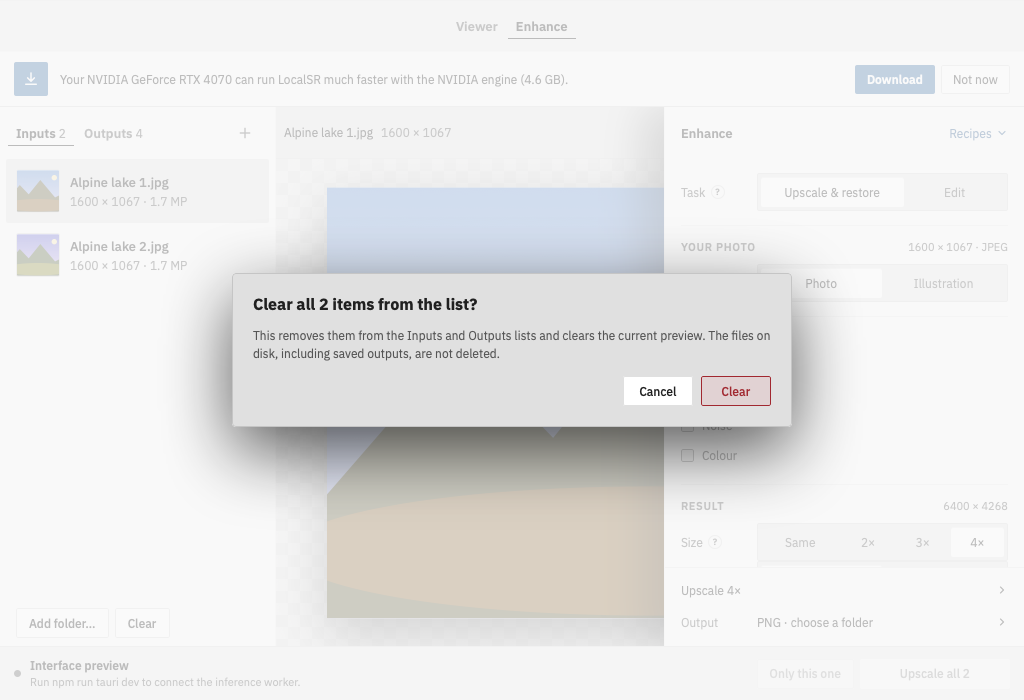 Viewer Enhance
Your NVIDIA GeForce RTX 4070 can run LocalSR much faster with the NVIDIA engine (4.6 GB).
Download Not now
Inputs 2 Outputs 4 +
Alpine lake 1.jpg 1600 × 1067
Enhance Recipes
Alpine lake 1.jpg
1600 × 1067 · 1.7 MP
Alpine lake 2.jpg
1600 × 1067 · 1.7 MP
Task ? Upscale & restore Edit
YOUR PHOTO 1600 × 1067 · JPEG
Photo Illustration
Clear all 2 items from the list?
This removes them from the Inputs and Outputs lists and clears the current preview. The files on
disk, including saved outputs, are not deleted.
Cancel Clear
Noise
Colour
RESULT 6400 × 4268
Size ? Same 2× 3× 4×
Upscale 4×
Output PNG · choose a folder
Add folder... Clear
Interface preview
Run npm run tauri dev to connect the inference worker.
Only this one Upscale all 2